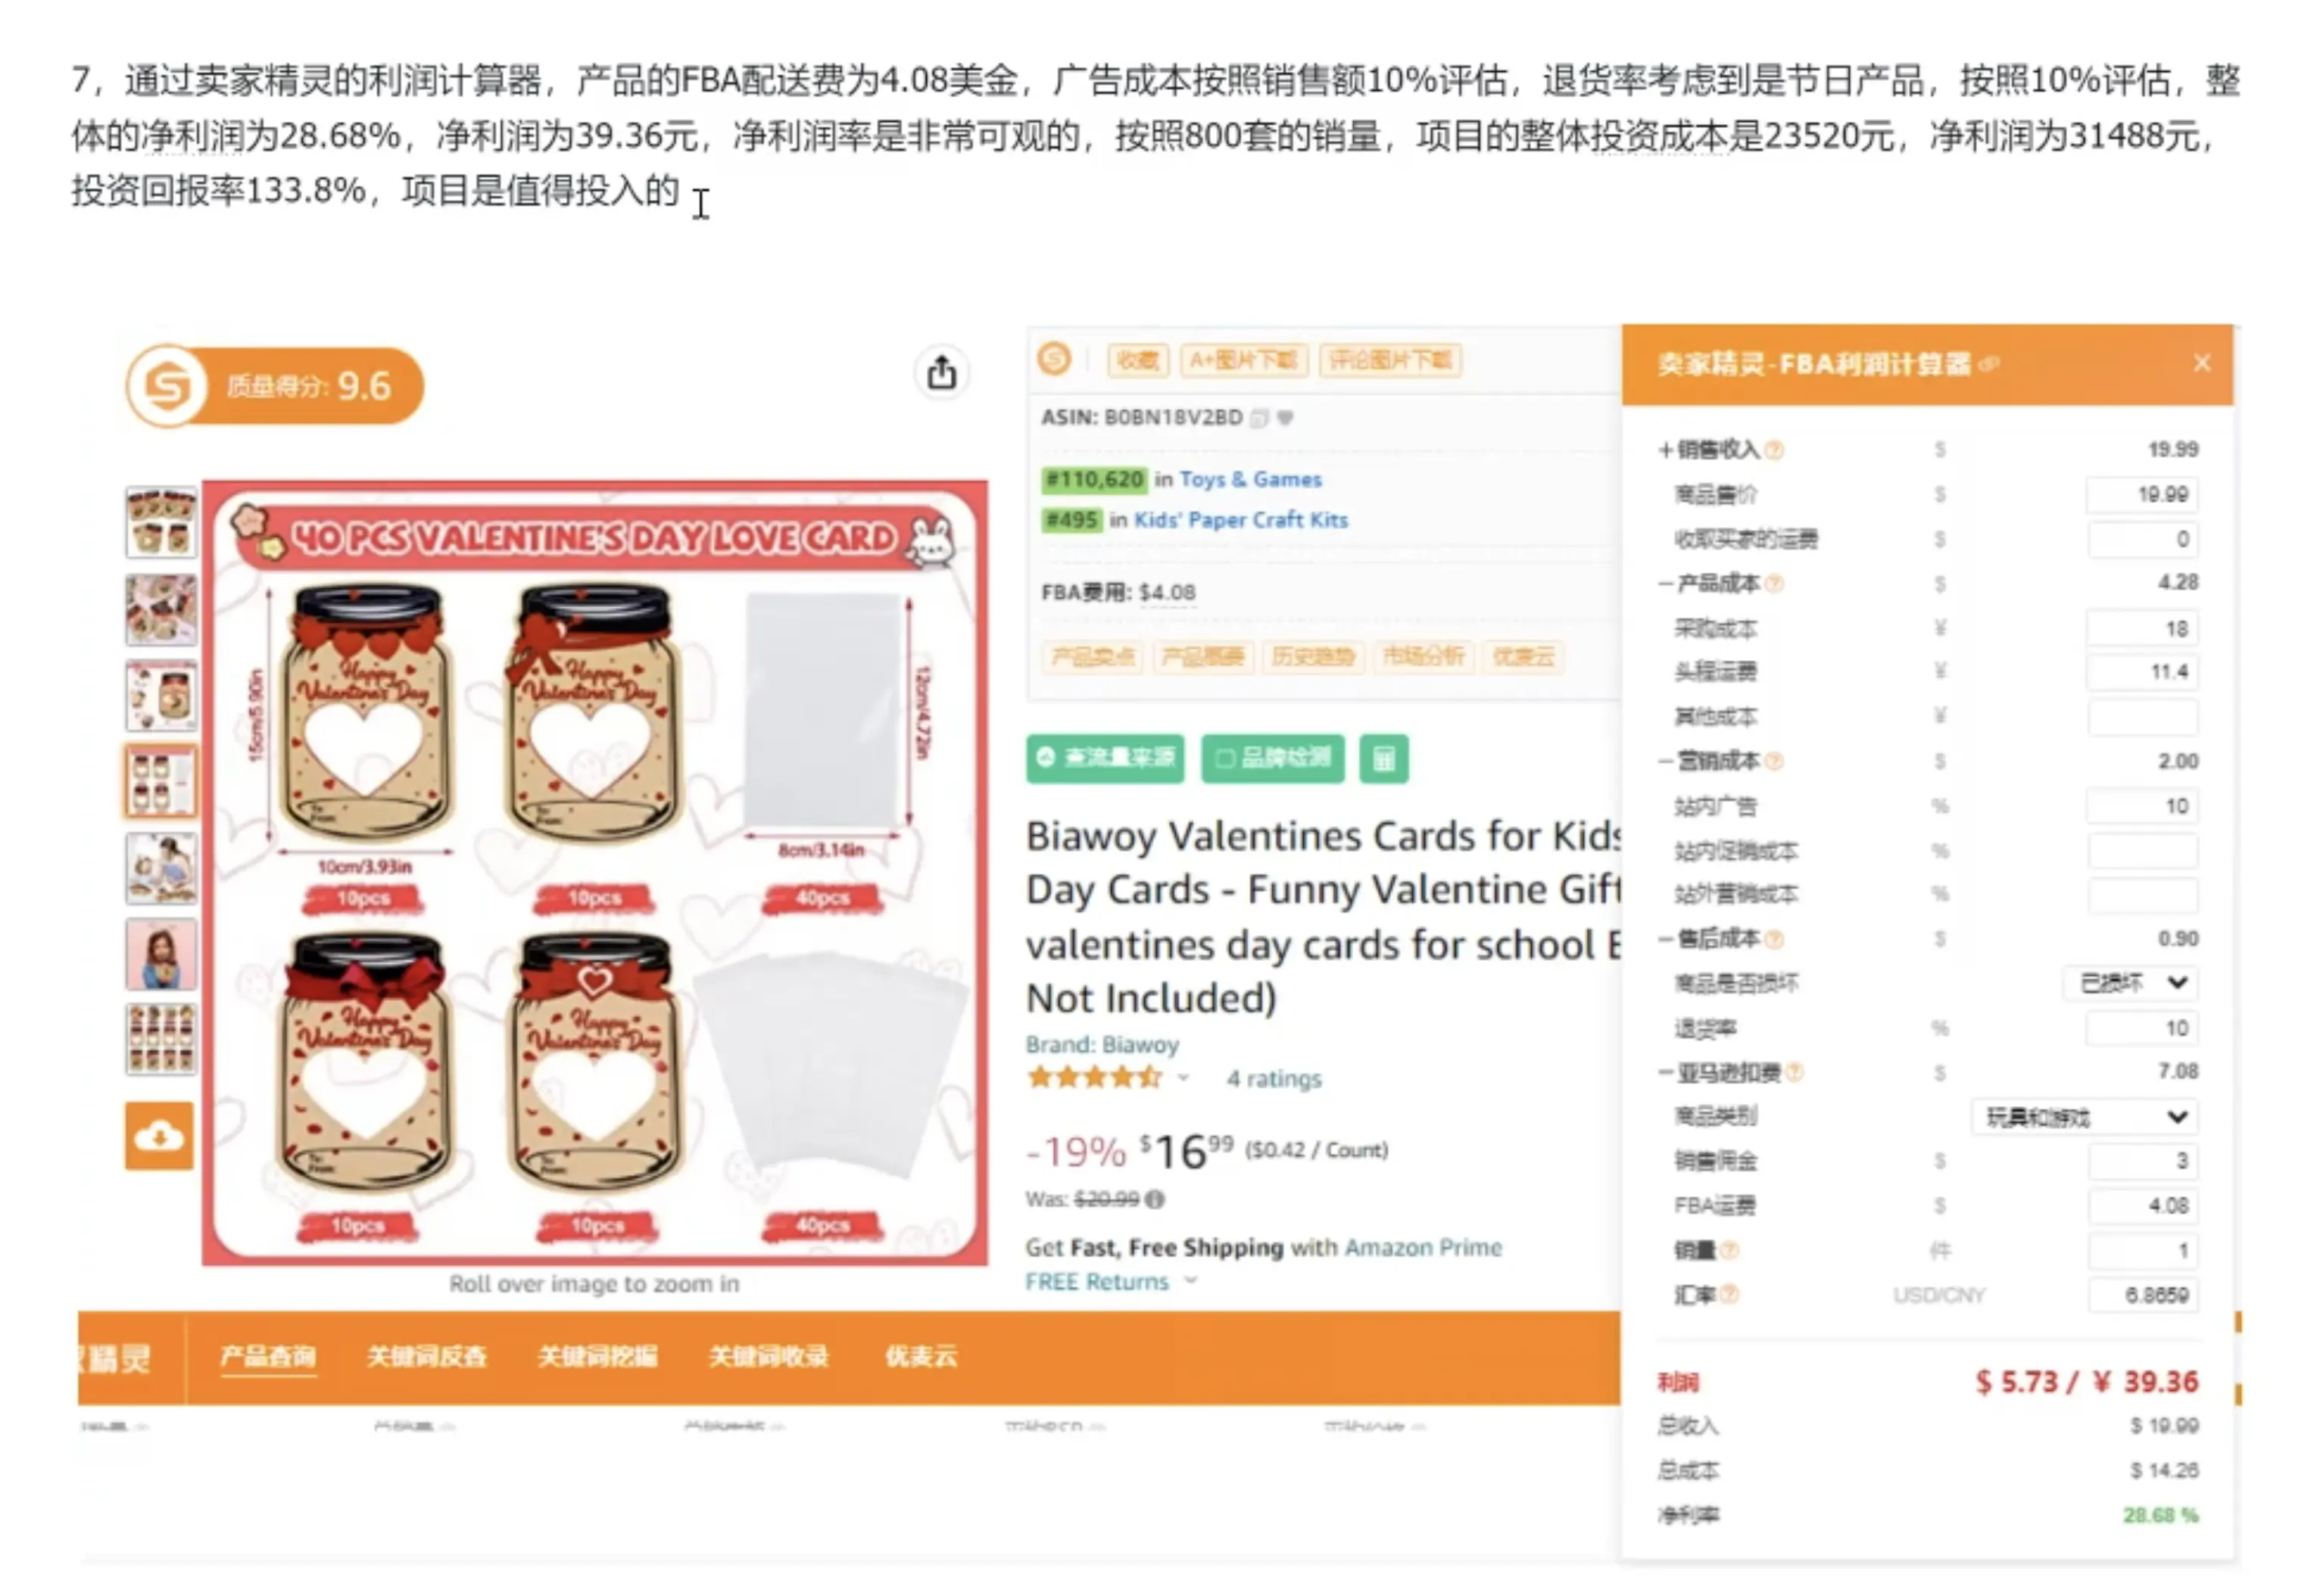 7，通过卖家精灵的利润计算器，产品的FBA配送费为4.08美金，广告成本按照销售额10%评估，退货率考虑到是节日产品，按照10%评估，整
体的净利润为28.68%，净利润为39.36元，净利润率是非常可观的，按照800套的销量，项目的整体投资成本是23520元，净利润为31488元，
投资回报率133.8%，项目是值得投入的
质量得分: 9.6
40 PCS VALENTINE'S DAY LOVE CARD
Happy
Valentine's Day
To:
From:
Happy
Valentine's Day
To:
From:
15cm/5.90in
12cm/4.72in
10cm/3.93in
8cm/3.14in
10pcs
10pcs
40pcs
Happy
Valentine's Day
To:
From:
Happy
Valentine's Day
To:
From:
10pcs
10pcs
40pcs
Roll over image to zoom in
收藏 A+图片下载 评论图片下载
ASIN: B0BN18V2BD
#110,620 in Toys & Games
#495 in Kids' Paper Craft Kits
FBA费用: $4.08
产品卖点 产品概要 历史趋势 市场分析 优麦云
查流量来源 品牌检测
Biawoy Valentines Cards for Kids
Day Cards - Funny Valentine Gift
valentines day cards for school
Not Included)
Brand: Biawoy
4 ratings
-19% $16 99 ($0.42 / Count)
Was: $20.99
Get Fast, Free Shipping with Amazon Prime
FREE Returns
卖家精灵-FBA利润计算器 ×
+销售收入 $ 19.99
商品售价 $ 19.99
收取买家的运费 $ 0
−产品成本 $ 4.28
采购成本 ¥ 18
头程运费 ¥ 11.4
其他成本 ¥
−营销成本 $ 2.00
站内广告 % 10
站内促销成本 %
站外营销成本 %
−售后成本 $ 0.90
商品是否损坏 已损坏
退货率 % 10
−亚马逊扣费 $ 7.08
商品类别 玩具和游戏
销售佣金 $ 3
FBA运费 $ 4.08
销量 件 1
汇率 USD/CNY 6.8659
利润 $ 5.73 / ¥ 39.36
总收入 $ 19.99
总成本 $ 14.26
净利率 28.68 %
精灵 产品查询 关键词反查 关键词挖掘 关键词收录 优麦云